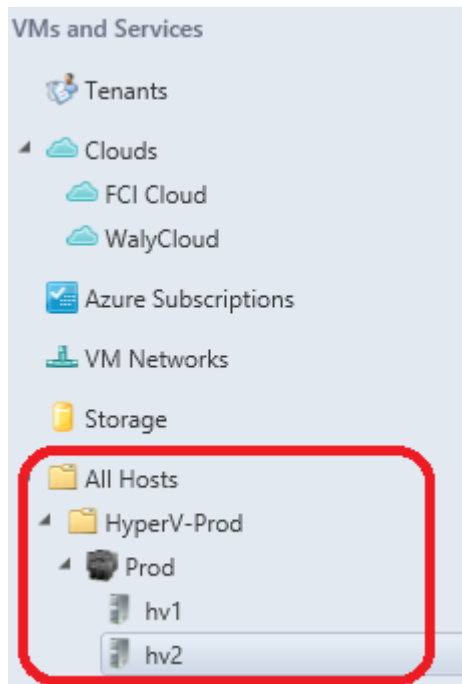 VMs and Services
Tenants
Clouds
FCI Cloud
WalyCloud
Azure Subscriptions
VM Networks
Storage
All Hosts
HyperV-Prod
Prod
hv1
hv2